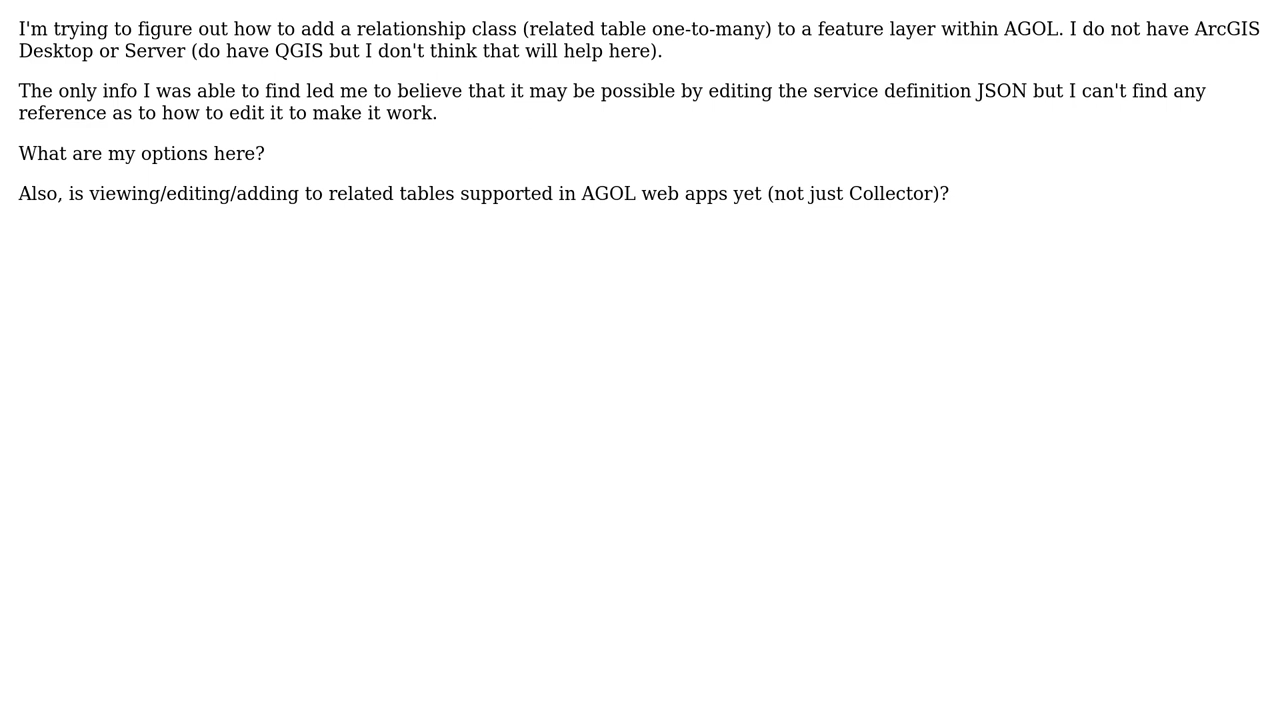 I'm trying to figure out how to add a relationship class (related table one-to-many) to a feature layer within AGOL. I do not have ArcGIS
Desktop or Server (do have QGIS but I don't think that will help here).
The only info I was able to find led me to believe that it may be possible by editing the service definition JSON but I can't find any
reference as to how to edit it to make it work.
What are my options here?
Also, is viewing/editing/adding to related tables supported in AGOL web apps yet (not just Collector)?